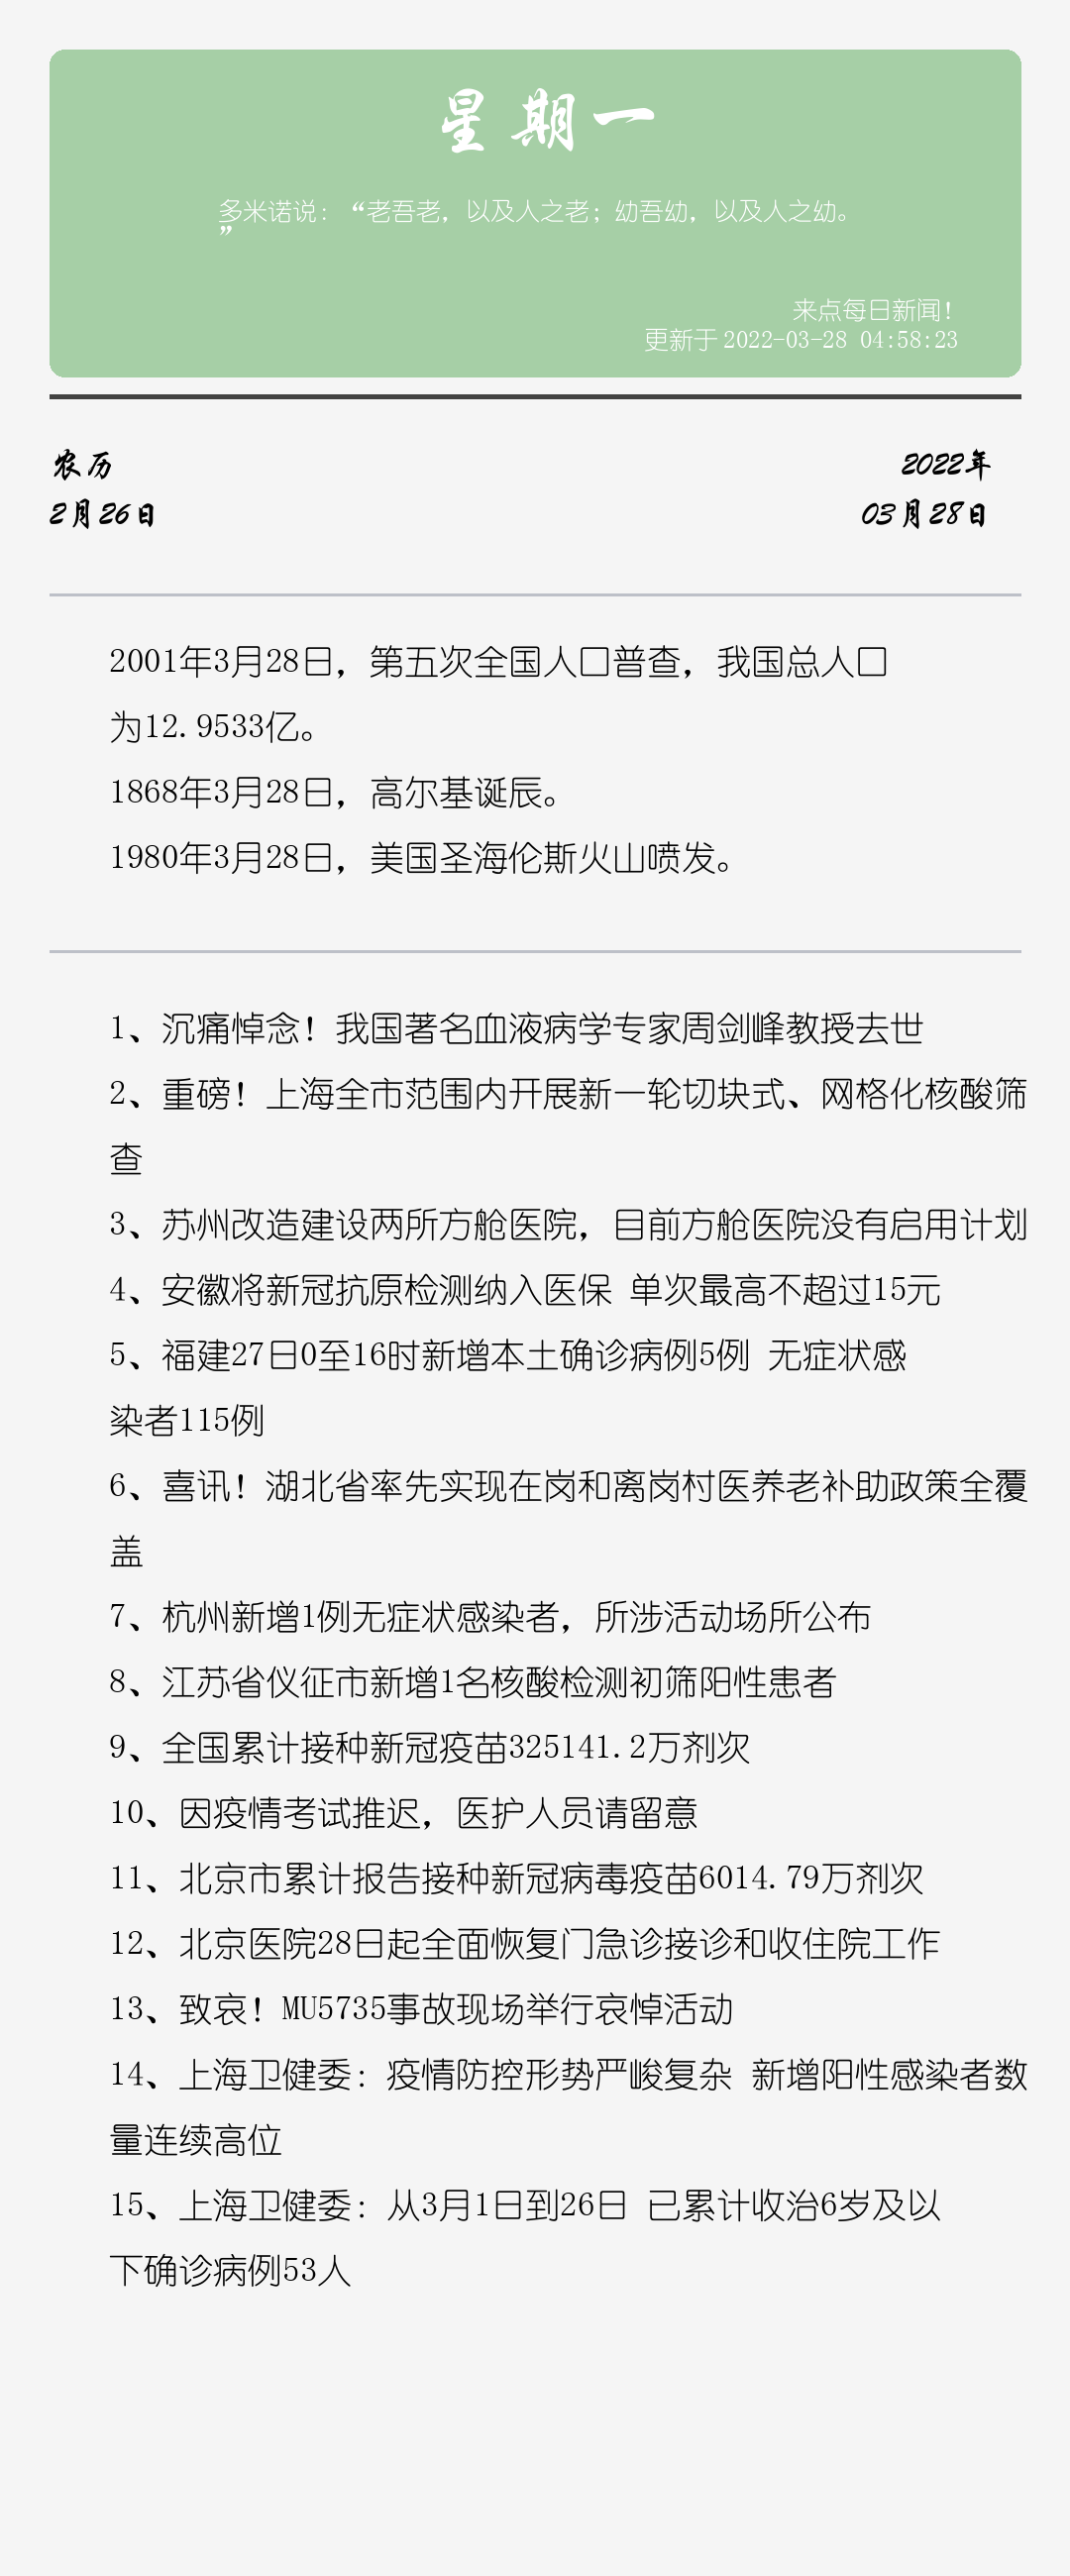 星期一
多米诺说：“老吾老，以及人之老；幼吾幼，以及人之幼。
”
来点每日新闻！
更新于 2022-03-28 04:58:23
农历
2022年
2月26日
03月28日
2001年3月28日，第五次全国人口普查，我国总人口
为12.9533亿。
1868年3月28日，高尔基诞辰。
1980年3月28日，美国圣海伦斯火山喷发。
1、沉痛悼念！我国著名血液病学专家周剑峰教授去世
2、重磅！上海全市范围内开展新一轮切块式、网格化核酸筛
查
3、苏州改造建设两所方舱医院，目前方舱医院没有启用计划
4、安徽将新冠抗原检测纳入医保 单次最高不超过15元
5、福建27日0至16时新增本土确诊病例5例 无症状感
染者115例
6、喜讯！湖北省率先实现在岗和离岗村医养老补助政策全覆
盖
7、杭州新增1例无症状感染者，所涉活动场所公布
8、江苏省仪征市新增1名核酸检测初筛阳性患者
9、全国累计接种新冠疫苗325141.2万剂次
10、因疫情考试推迟，医护人员请留意
11、北京市累计报告接种新冠病毒疫苗6014.79万剂次
12、北京医院28日起全面恢复门急诊接诊和收住院工作
13、致哀！MU5735事故现场举行哀悼活动
14、上海卫健委：疫情防控形势严峻复杂 新增阳性感染者数
量连续高位
15、上海卫健委：从3月1日到26日 已累计收治6岁及以
下确诊病例53人